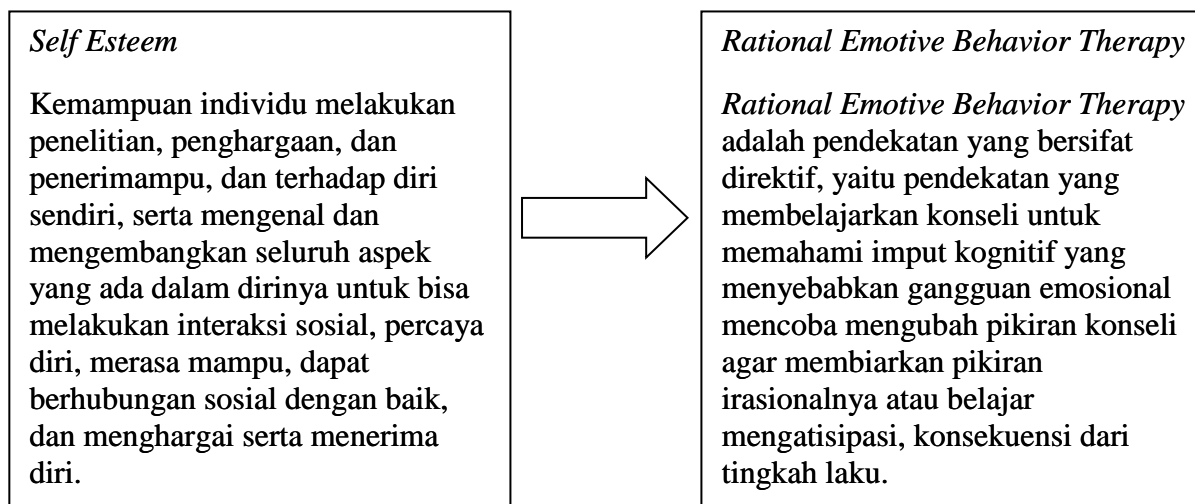 Self Esteem
Kemampuan individu melakukan
penelitian, penghargaan, dan
penerimampu, dan terhadap diri
sendiri, serta mengenal dan
mengembangkan seluruh aspek
yang ada dalam dirinya untuk bisa
melakukan interaksi sosial, percaya
diri, merasa mampu, dapat
berhubungan sosial dengan baik,
dan menghargai serta menerima
diri.
Rational Emotive Behavior Therapy
Rational Emotive Behavior Therapy
adalah pendekatan yang bersifat
direktif, yaitu pendekatan yang
membelajarkan konseli untuk
memahami imput kognitif yang
menyebabkan gangguan emosional
mencoba mengubah pikiran konseli
agar membiarkan pikiran
irasionalnya atau belajar
mengatisipasi, konsekuensi dari
tingkah laku.